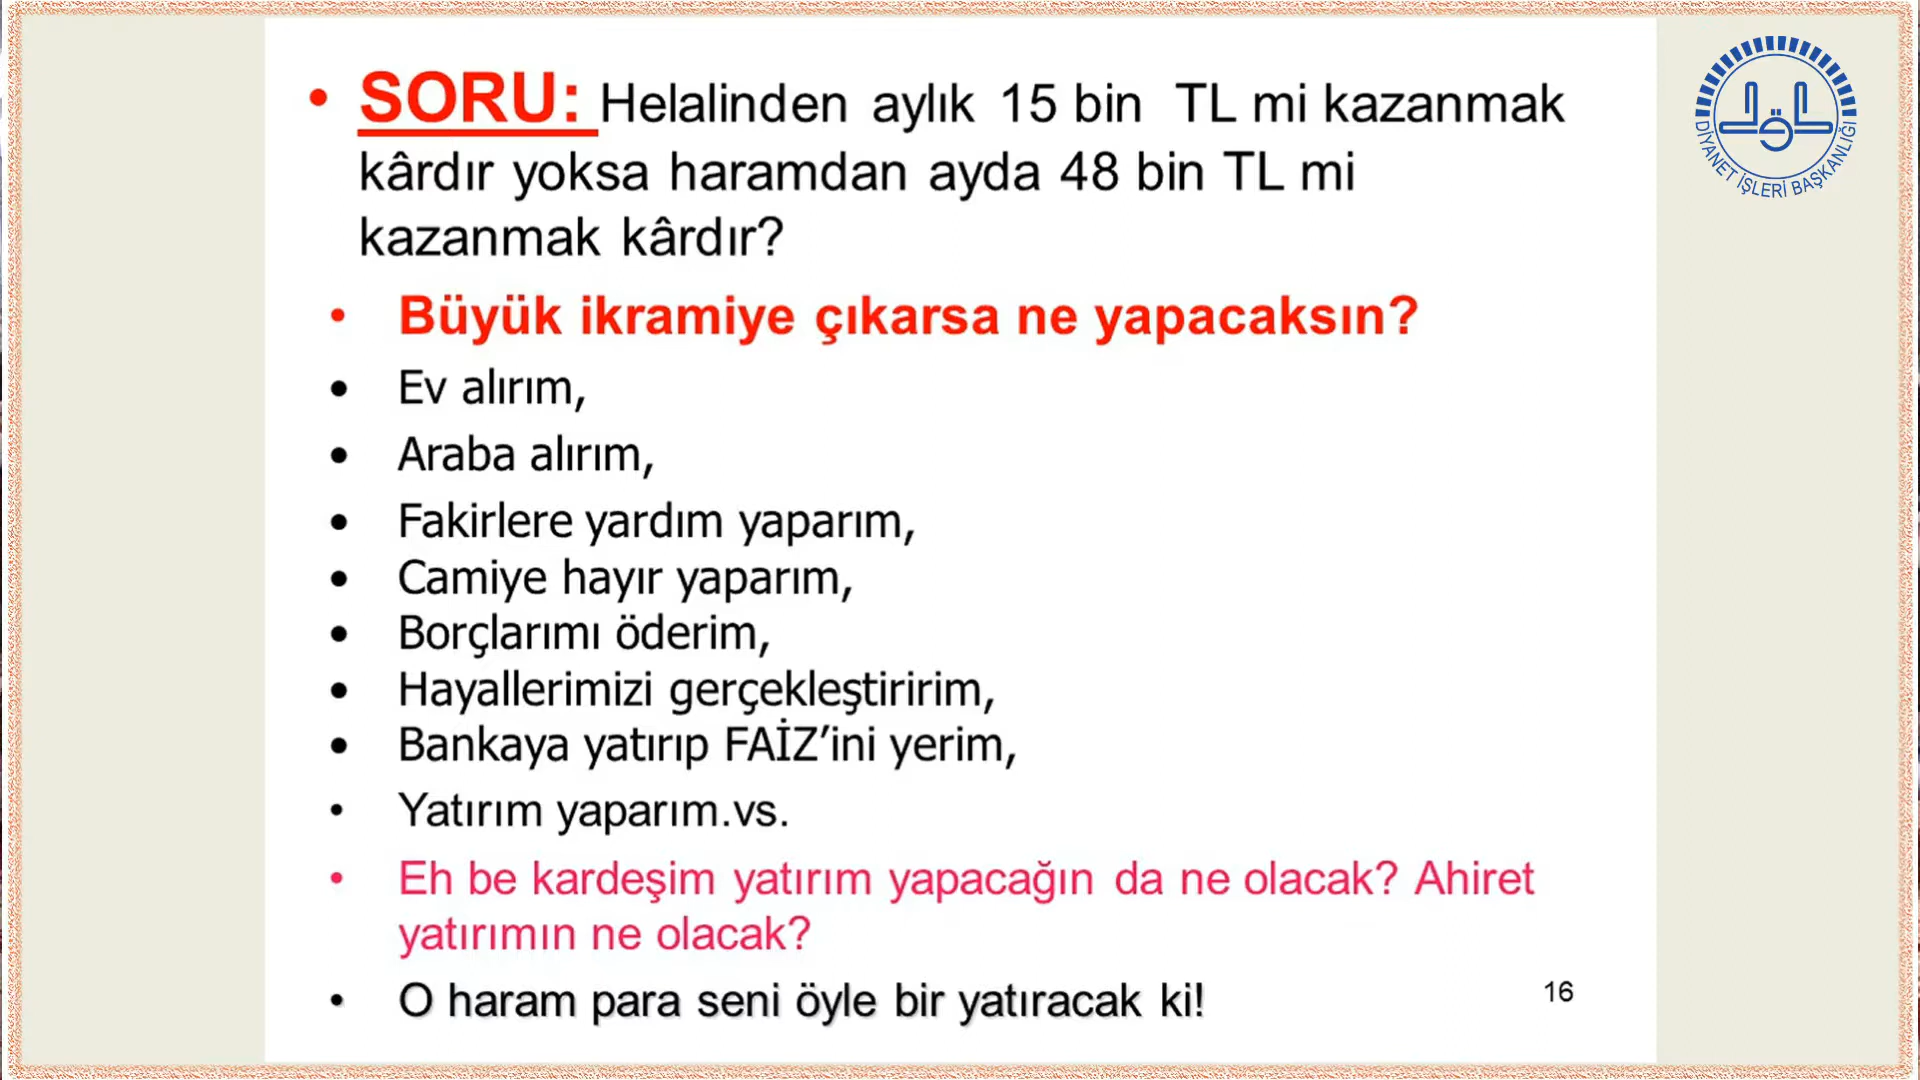 • SORU: Helalinden aylık 15 bin TL mi kazanmak
kârdır yoksa haramdan ayda 48 bin TL mi
kazanmak kârdır?
• Büyük ikramiye çıkarsa ne yapacaksın?
• Ev alırım,
• Araba alırım,
• Fakirlere yardım yaparım,
• Camiye hayır yaparım,
• Borçlarımı öderim,
• Hayallerimizi gerçekleştiririm,
• Bankaya yatırıp FAİZ’ini yerim,
• Yatırım yaparım.vs.
• Eh be kardeşim yatırım yapacağın da ne olacak? Ahiret
yatırımın ne olacak?
• O haram para seni öyle bir yatıracak ki!
16
DİYANET İŞLERİ BAŞKANLIĞI